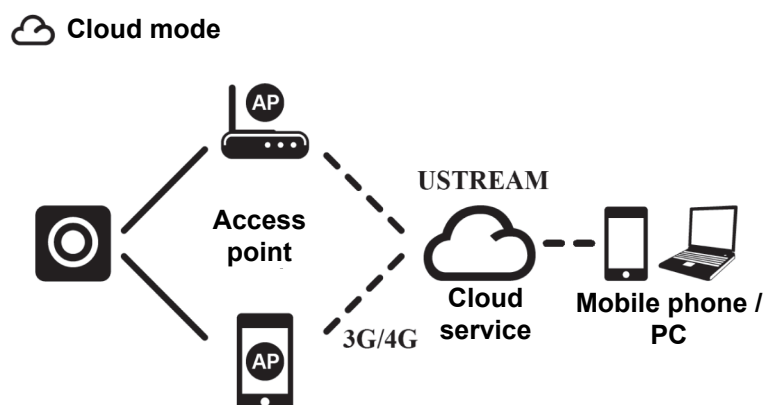 Cloud mode
AP
USTREAM
Access
point
Cloud
service
Mobile phone /
PC
3G/4G
AP